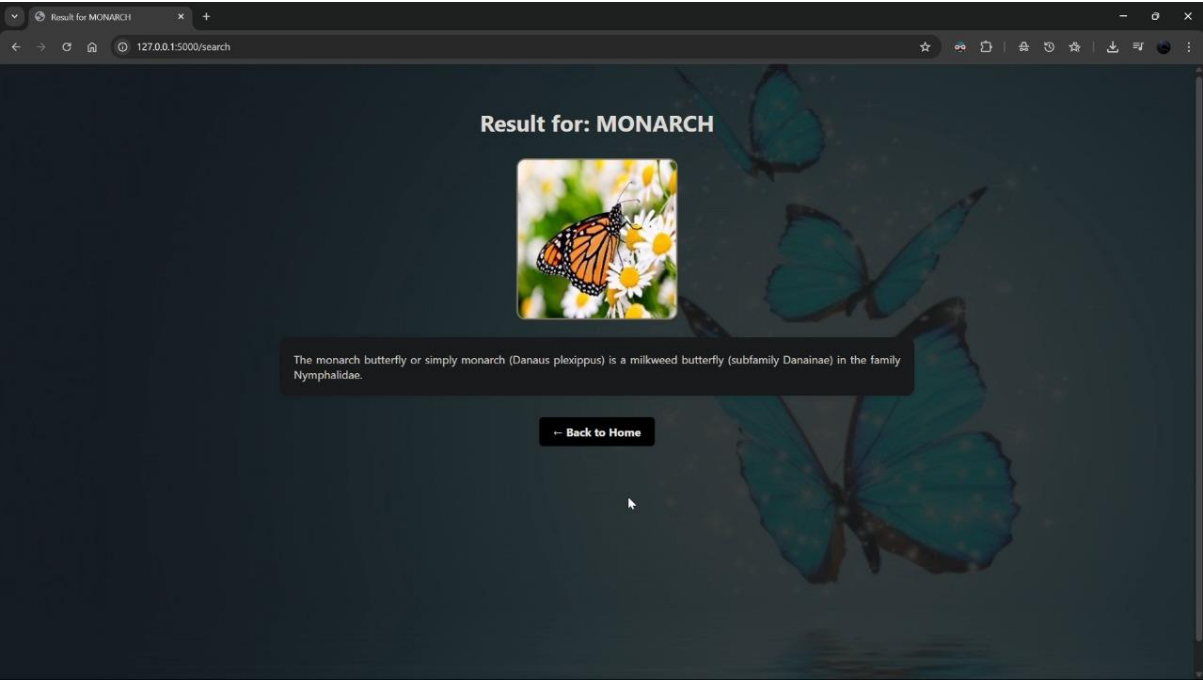 Result for MONARCH
127.0.0.1:5000/search
Result for: MONARCH
The monarch butterfly or simply monarch (Danaus plexippus) is a milkweed butterfly (subfamily Danainae) in the family
Nymphalidae.
← Back to Home